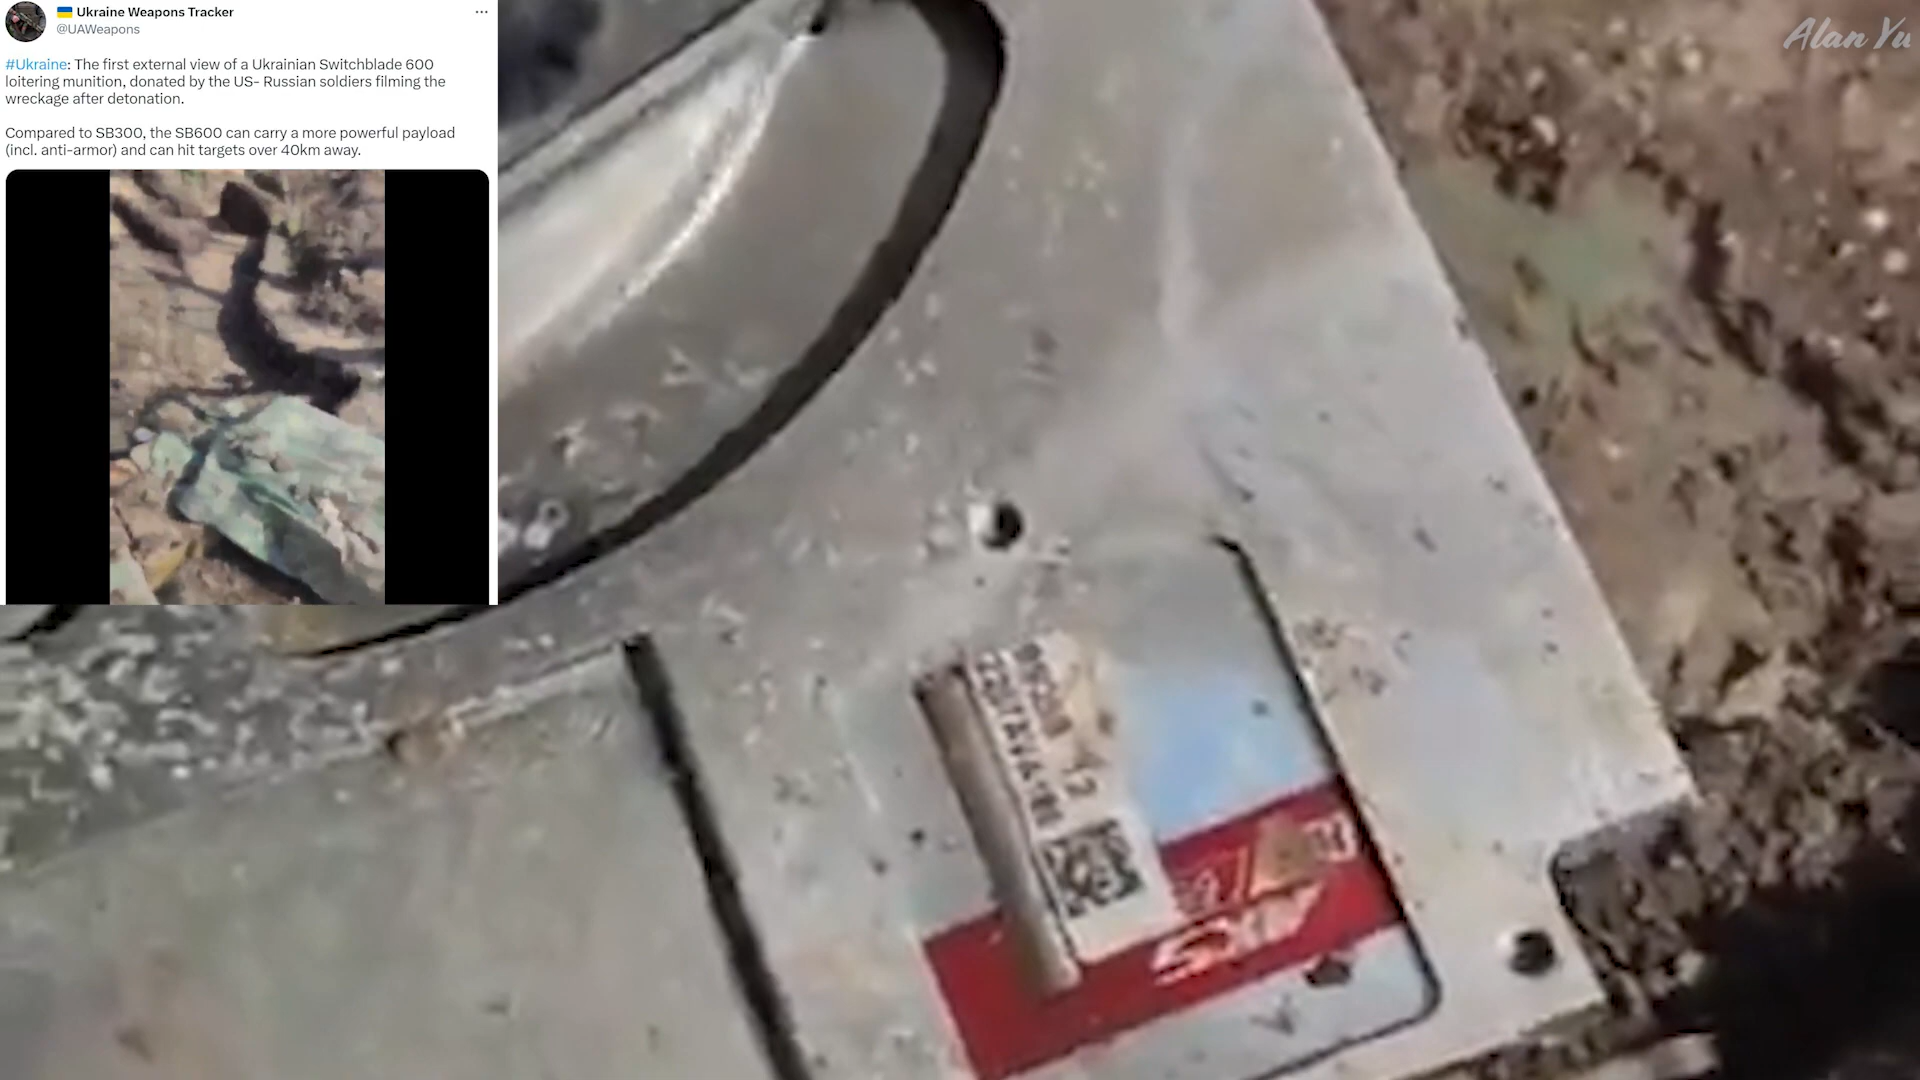 Ukraine Weapons Tracker
@UAWeapons
#Ukraine: The first external view of a Ukrainian Switchblade 600
loitering munition, donated by the US- Russian soldiers filming the
wreckage after detonation.
Compared to SB300, the SB600 can carry a more powerful payload
(incl. anti-armor) and can hit targets over 40km away.
Alan Yu